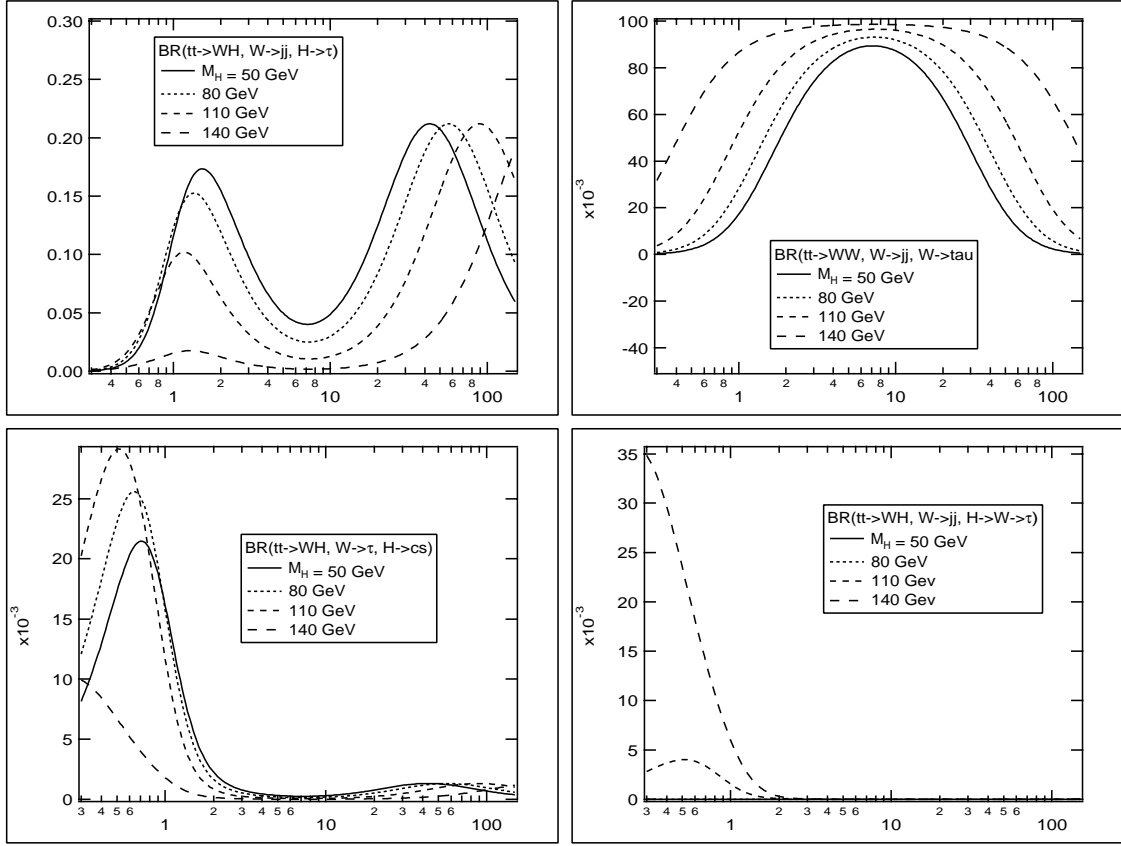 0.30
0.25
0.20
0.15
0.10
0.05
0.00
BR(tt->WH, W->jj, H->τ)
M_H = 50 GeV
80 GeV
110 GeV
140 GeV
4 6 8 2 4 6 8 2 4 6 8
1 10 100
100
80
60
40
20
0
-20
-40
x10⁻³
BR(tt->WW, W->jj, W->tau
M_H = 50 GeV
80 GeV
110 GeV
140 GeV
4 6 8 2 4 6 8 2 4 6 8
1 10 100
25
20
15
10
5
0
x10⁻³
BR(tt->WH, W->τ, H->cs)
M_H = 50 GeV
80 GeV
110 GeV
140 GeV
3 4 5 6 2 3 4 5 6 2 3 4 5 6
1 10 100
35
30
25
20
15
10
5
0
x10⁻³
BR(tt->WH, W->jj, H->W->τ)
M_H = 50 GeV
80 GeV
110 Gev
140 GeV
3 4 5 6 2 3 4 5 6 2 3 4 5 6
1 10 100